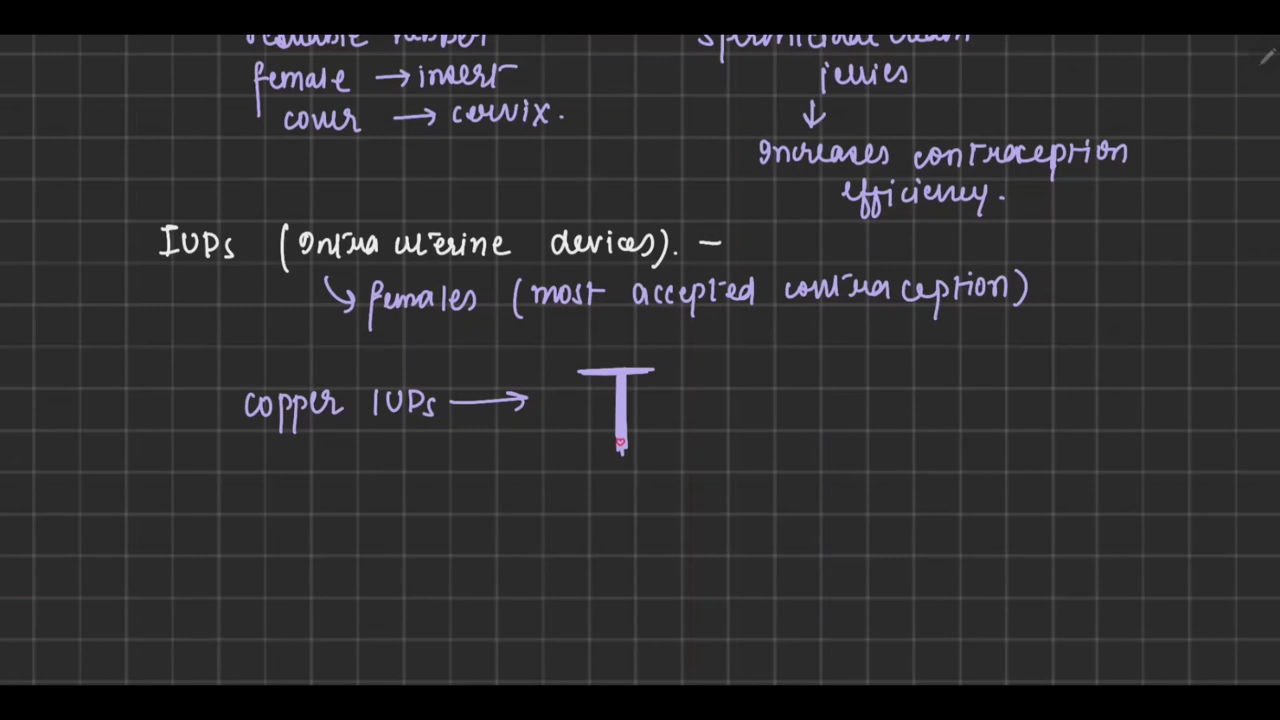 female → insert
cover → cervix.
jellies
↓
Increases contraception
efficiency.
IUDs (Intra uterine devices). –
↳ females (most accepted contraception)
copper IUDs → T